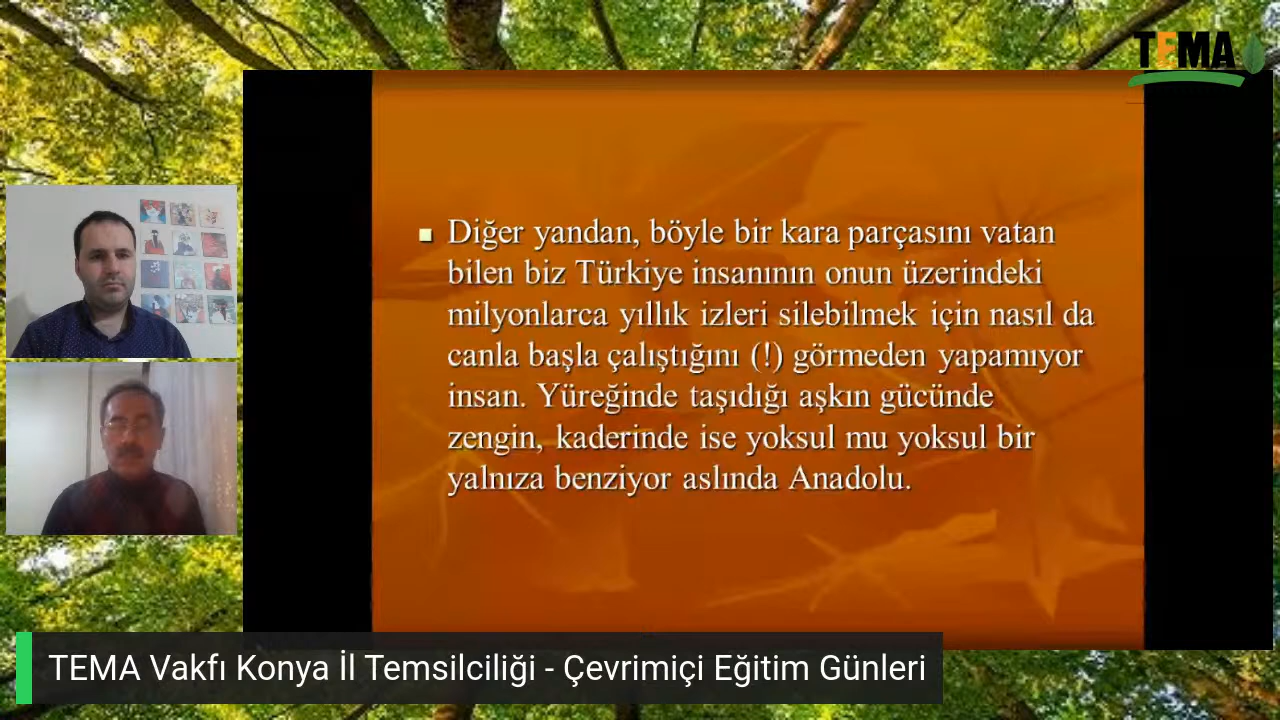 TEMA
Diğer yandan, böyle bir kara parçasını vatan
bilen biz Türkiye insanının onun üzerindeki
milyonlarca yıllık izleri silebilmek için nasıl da
canla başla çalıştığını (!) görmeden yapamıyor
insan. Yüreğinde taşıdığı aşkın gücünde
zengin, kaderinde ise yoksul mu yoksul bir
yalnıza benziyor aslında Anadolu.
TEMA Vakfı Konya İl Temsilciliği - Çevrimiçi Eğitim Günleri